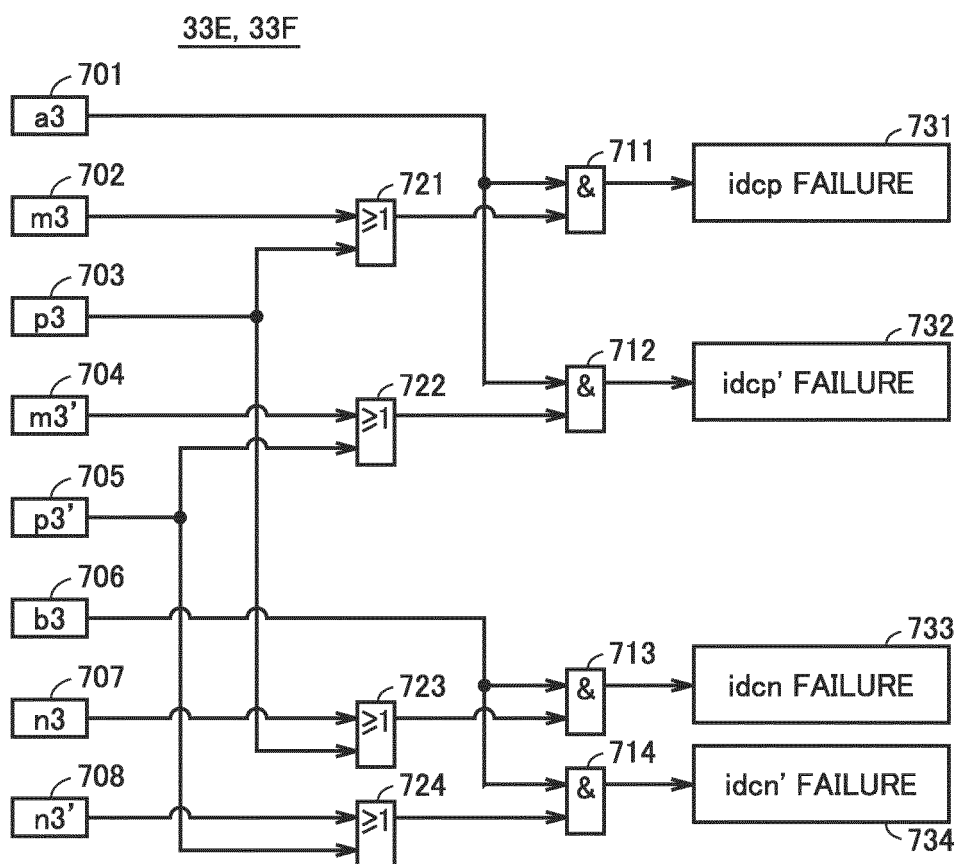 33E, 33F
701
a3
702
m3
703
p3
704
m3'
705
p3'
706
b3
707
n3
708
n3'
721
≥1
722
≥1
723
≥1
724
≥1
711
&
712
&
713
&
714
&
731
idcp FAILURE
732
idcp' FAILURE
733
idcn FAILURE
idcn' FAILURE
734